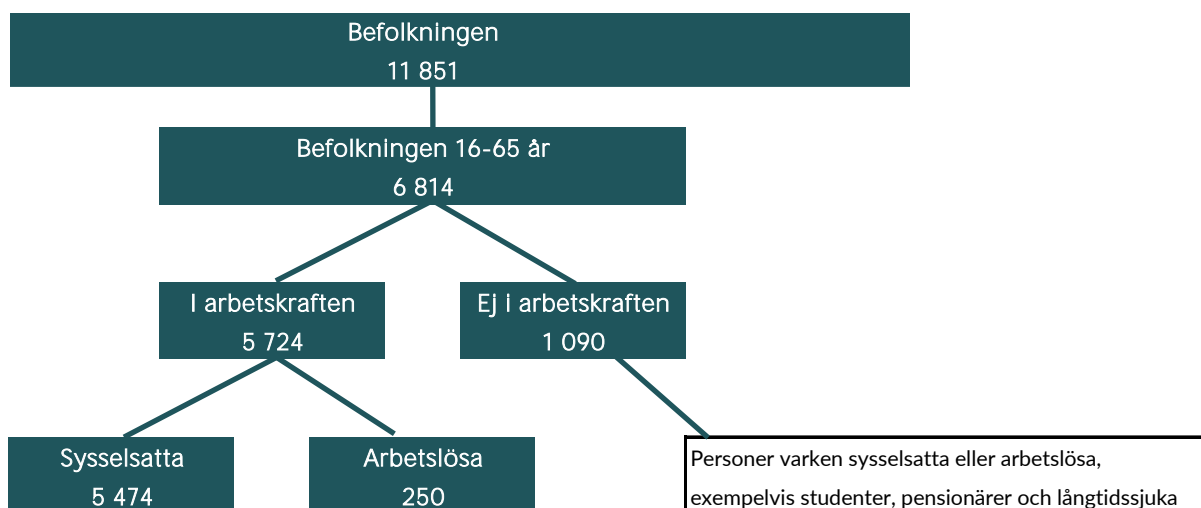 Befolkningen
11 851
Befolkningen 16-65 år
6 814
I arbetskraften
5 724
Ej i arbetskraften
1 090
Sysselsatta
5 474
Arbetslösa
250
Personer varken sysselsatta eller arbetslösa,
exempelvis studenter, pensionärer och långtidssjuka